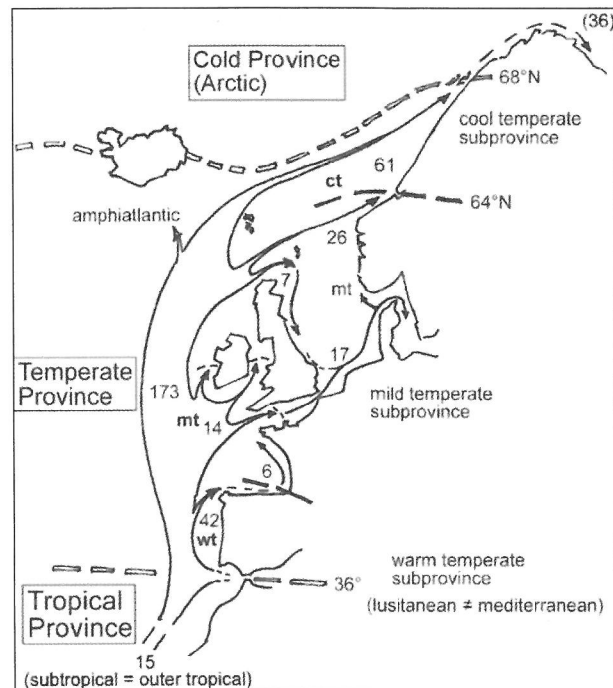 (36)
Cold Province
(Arctic)
68°N
cool temperate
subprovince
61
ct
64°N
amphiatlantic
26
7
mt
17
Temperate
Province
173
mt
14
mild temperate
subprovince
6
42
wt
36°
warm temperate
subprovince
(lusitanean ≠ mediterranean)
Tropical
Province
15
(subtropical = outer tropical)